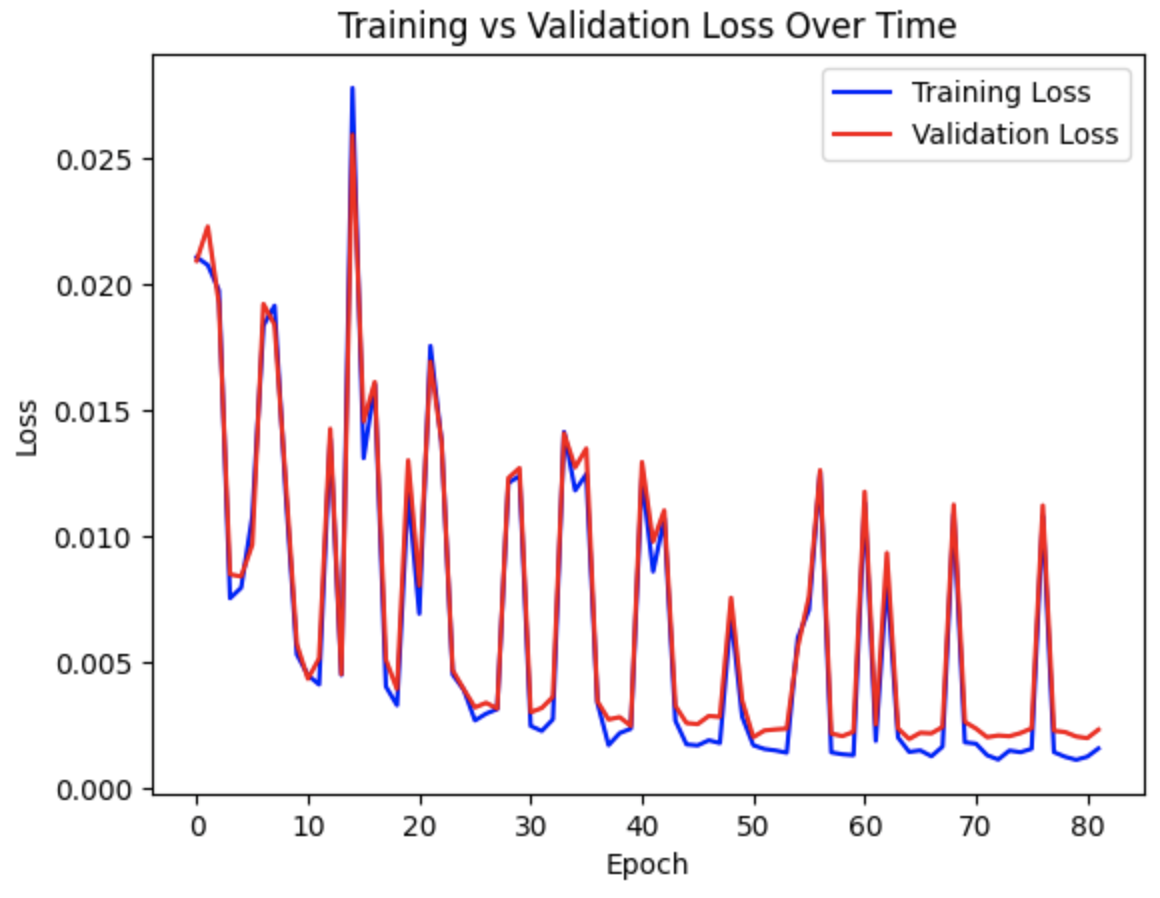 Training vs Validation Loss Over Time
Training Loss
Validation Loss
Loss
0.025
0.020
0.015
0.010
0.005
0.000
0 10 20 30 40 50 60 70 80
Epoch